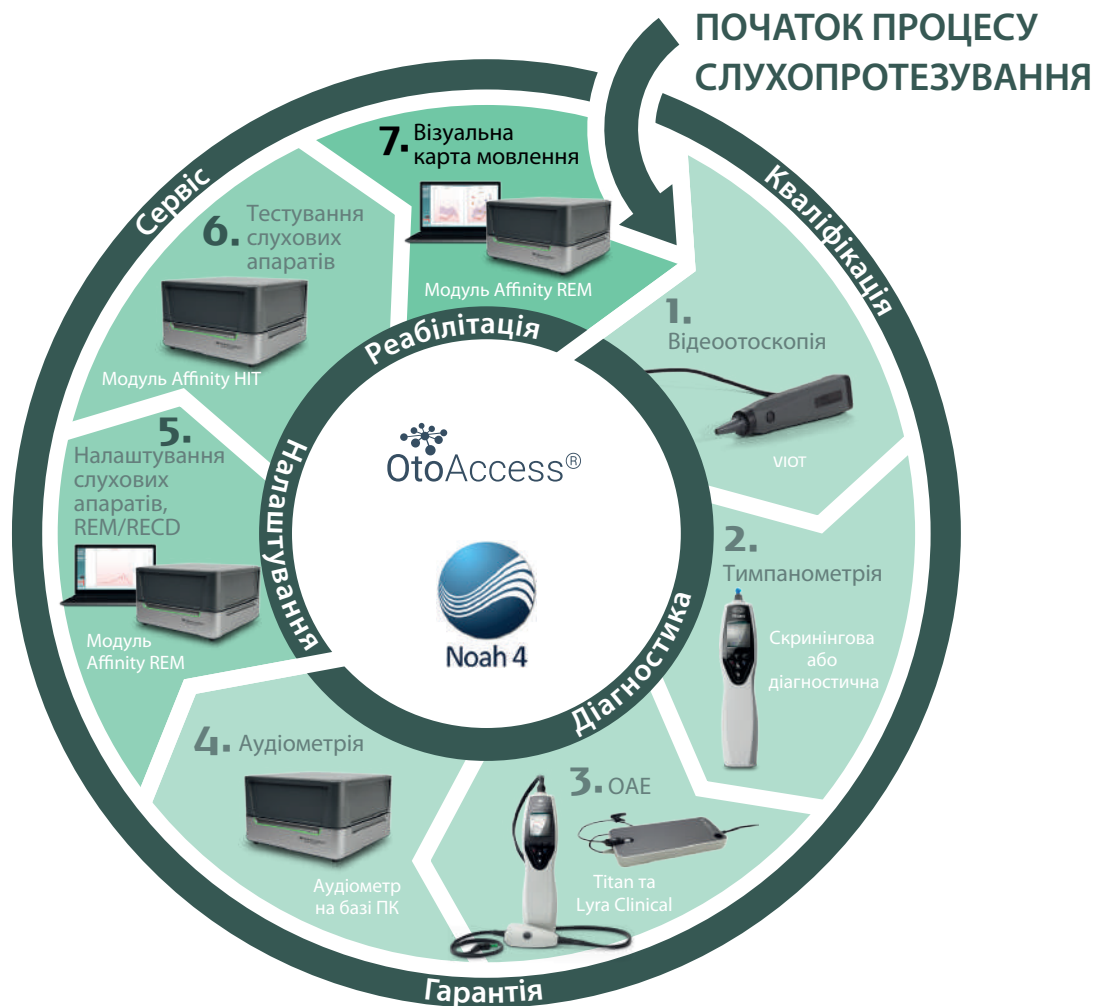 ПОЧАТОК ПРОЦЕСУ
СЛУХОПРОТЕЗУВАННЯ
Кваліфікація
Сервіс
Гарантія
Реабілітація
Діагностика
Налаштування
1.
Відеоотоскопія
VIOT
2.
Тимпанометрія
Скринінгова
або
діагностична
3. ОАЕ
Titan та
Lyra Clinical
4. Аудіометрія
Аудіометр
на базі ПК
5.
Налаштування
слухових
апаратів,
REM/RECD
Модуль
Affinity REM
6. Тестування
слухових
апаратів
Модуль Affinity HIT
7. Візуальна
карта мовлення
Модуль Affinity REM
OtoAccess®
Noah 4